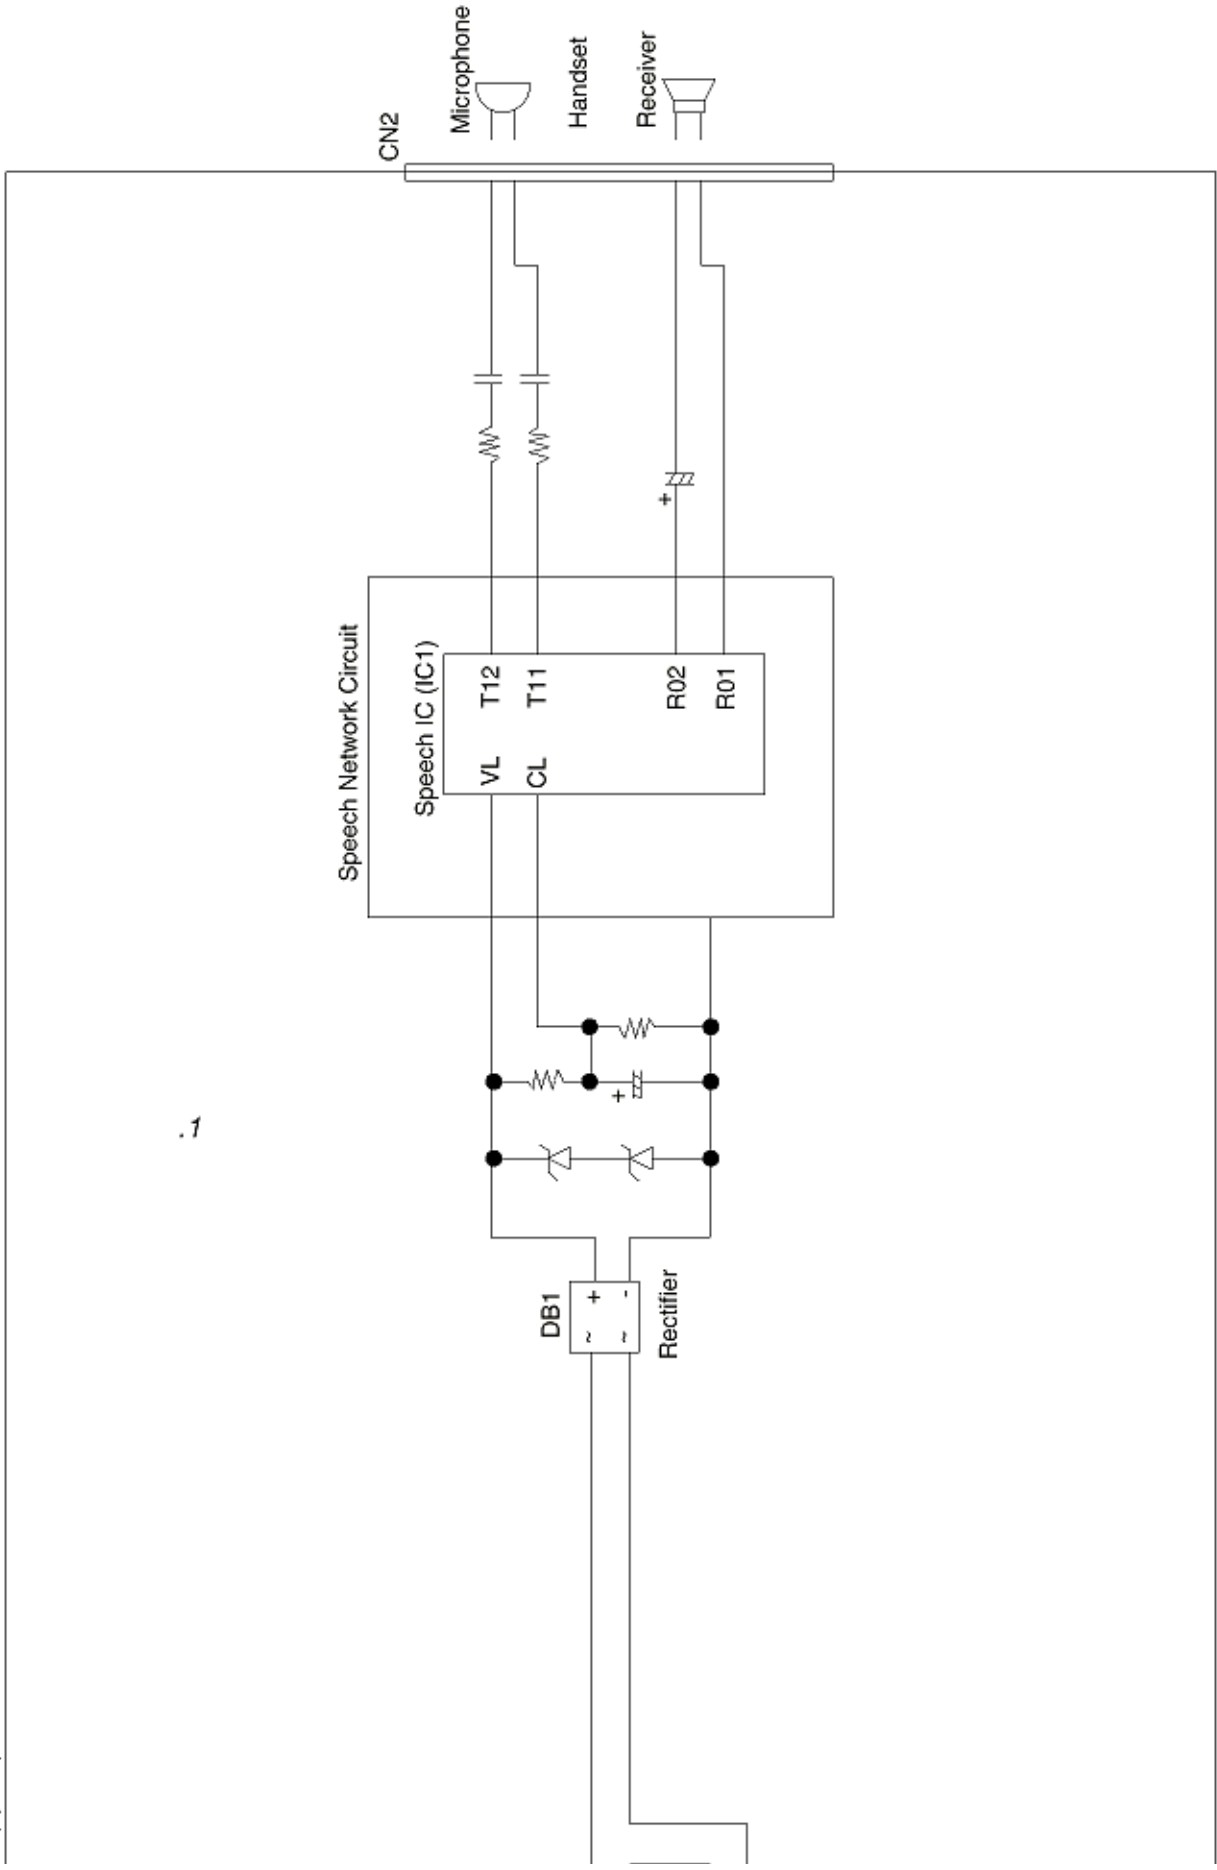 Microphone
Handset
Receiver
CN2
Speech Network Circuit
Speech IC (IC1)
T12
T11
R02
R01
VL
CL
+
+
.1
DB1
+ -
~ ~
Rectifier